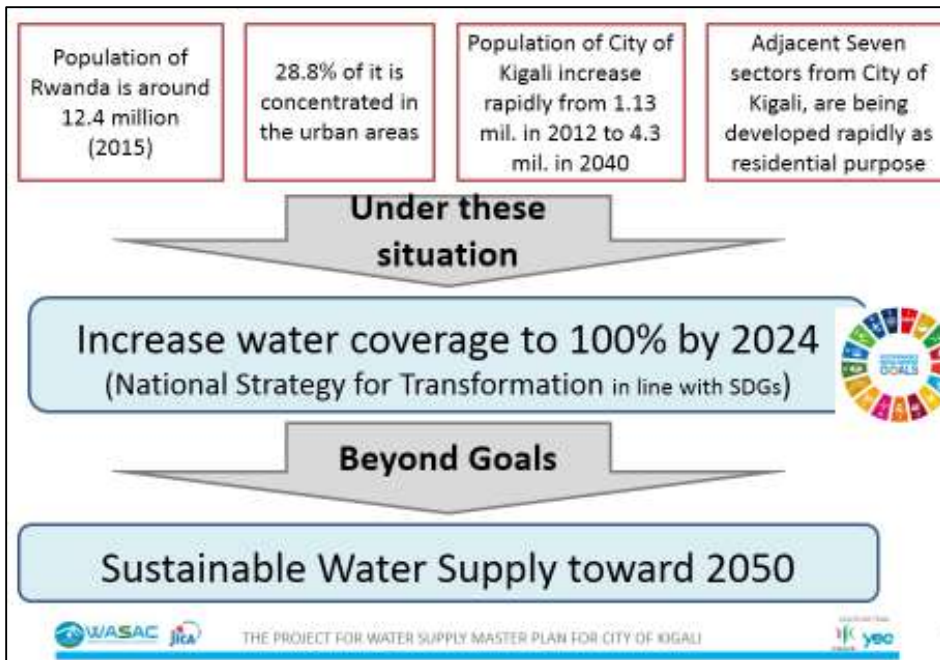 Population of
Rwanda is around
12.4 million
(2015)
28.8% of it is
concentrated in
the urban areas
Population of City of
Kigali increase
rapidly from 1.13
mil. in 2012 to 4.3
mil. in 2040
Adjacent Seven
sectors from City of
Kigali, are being
developed rapidly as
residential purpose
Under these
situation
Increase water coverage to 100% by 2024
(National Strategy for Transformation in line with SDGs)
GOALS
Beyond Goals
Sustainable Water Supply toward 2050
WASAC
jica
THE PROJECT FOR WATER SUPPLY MASTER PLAN FOR CITY OF KIGALI
yec